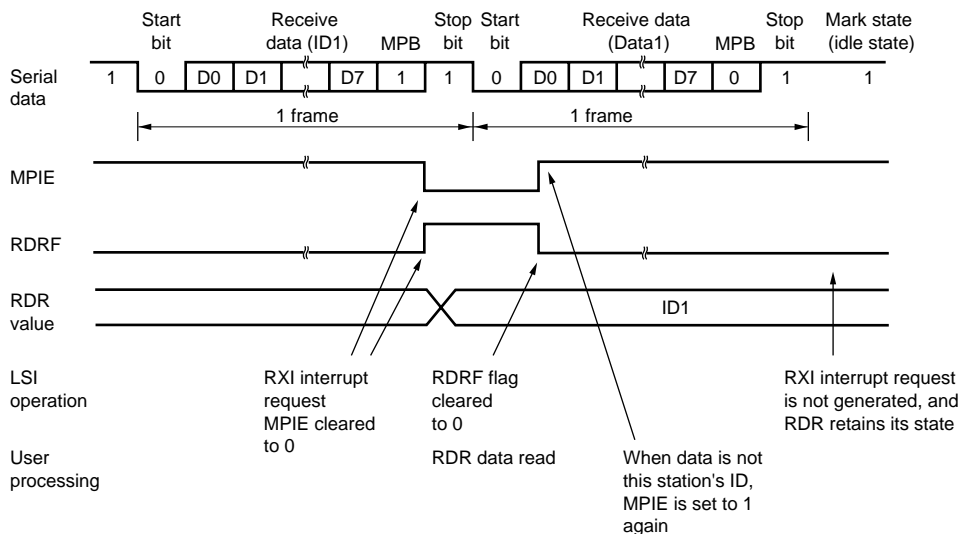 Start bit
Receive data (ID1)
MPB
Stop bit
Start bit
Receive data (Data1)
MPB
Stop bit
Mark state (idle state)
Serial data
1 0 D0 D1 D7 1 1 0 D0 D1 D7 0 1 1
1 frame 1 frame
MPIE
RDRF
RDR value
ID1
LSI operation
RXI interrupt request
MPIE cleared to 0
RDRF flag cleared to 0
RXI interrupt request is not generated, and RDR retains its state
User processing
RDR data read
When data is not this station's ID, MPIE is set to 1 again